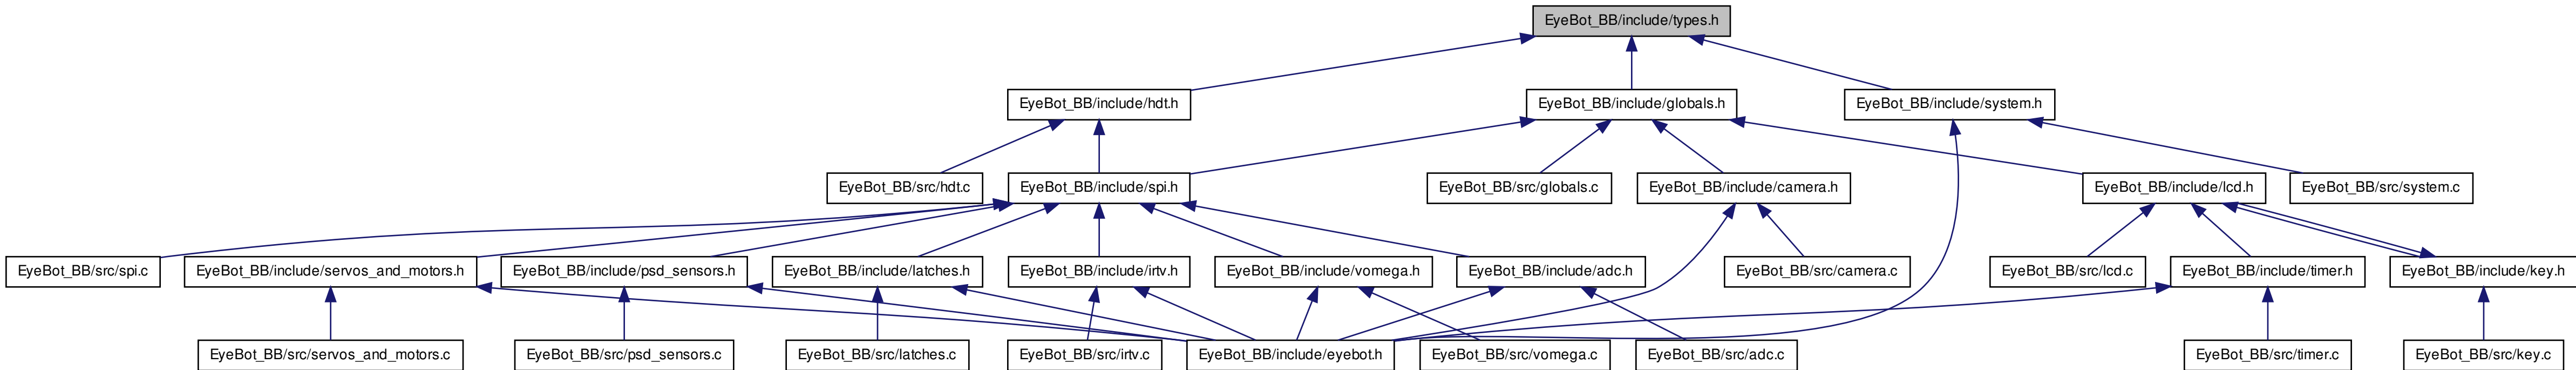 EyeBot_BB/include/types.h
EyeBot_BB/include/hdt.h
EyeBot_BB/include/globals.h
EyeBot_BB/include/system.h
EyeBot_BB/src/hdt.c
EyeBot_BB/include/spi.h
EyeBot_BB/src/globals.c
EyeBot_BB/include/camera.h
EyeBot_BB/include/lcd.h
EyeBot_BB/src/system.c
EyeBot_BB/src/spi.c
EyeBot_BB/include/servos_and_motors.h
EyeBot_BB/include/psd_sensors.h
EyeBot_BB/include/latches.h
EyeBot_BB/include/irtv.h
EyeBot_BB/include/vomega.h
EyeBot_BB/include/adc.h
EyeBot_BB/src/camera.c
EyeBot_BB/src/lcd.c
EyeBot_BB/include/timer.h
EyeBot_BB/include/key.h
EyeBot_BB/src/servos_and_motors.c
EyeBot_BB/src/psd_sensors.c
EyeBot_BB/src/latches.c
EyeBot_BB/src/irtv.c
EyeBot_BB/include/eyebot.h
EyeBot_BB/src/vomega.c
EyeBot_BB/src/adc.c
EyeBot_BB/src/timer.c
EyeBot_BB/src/key.c